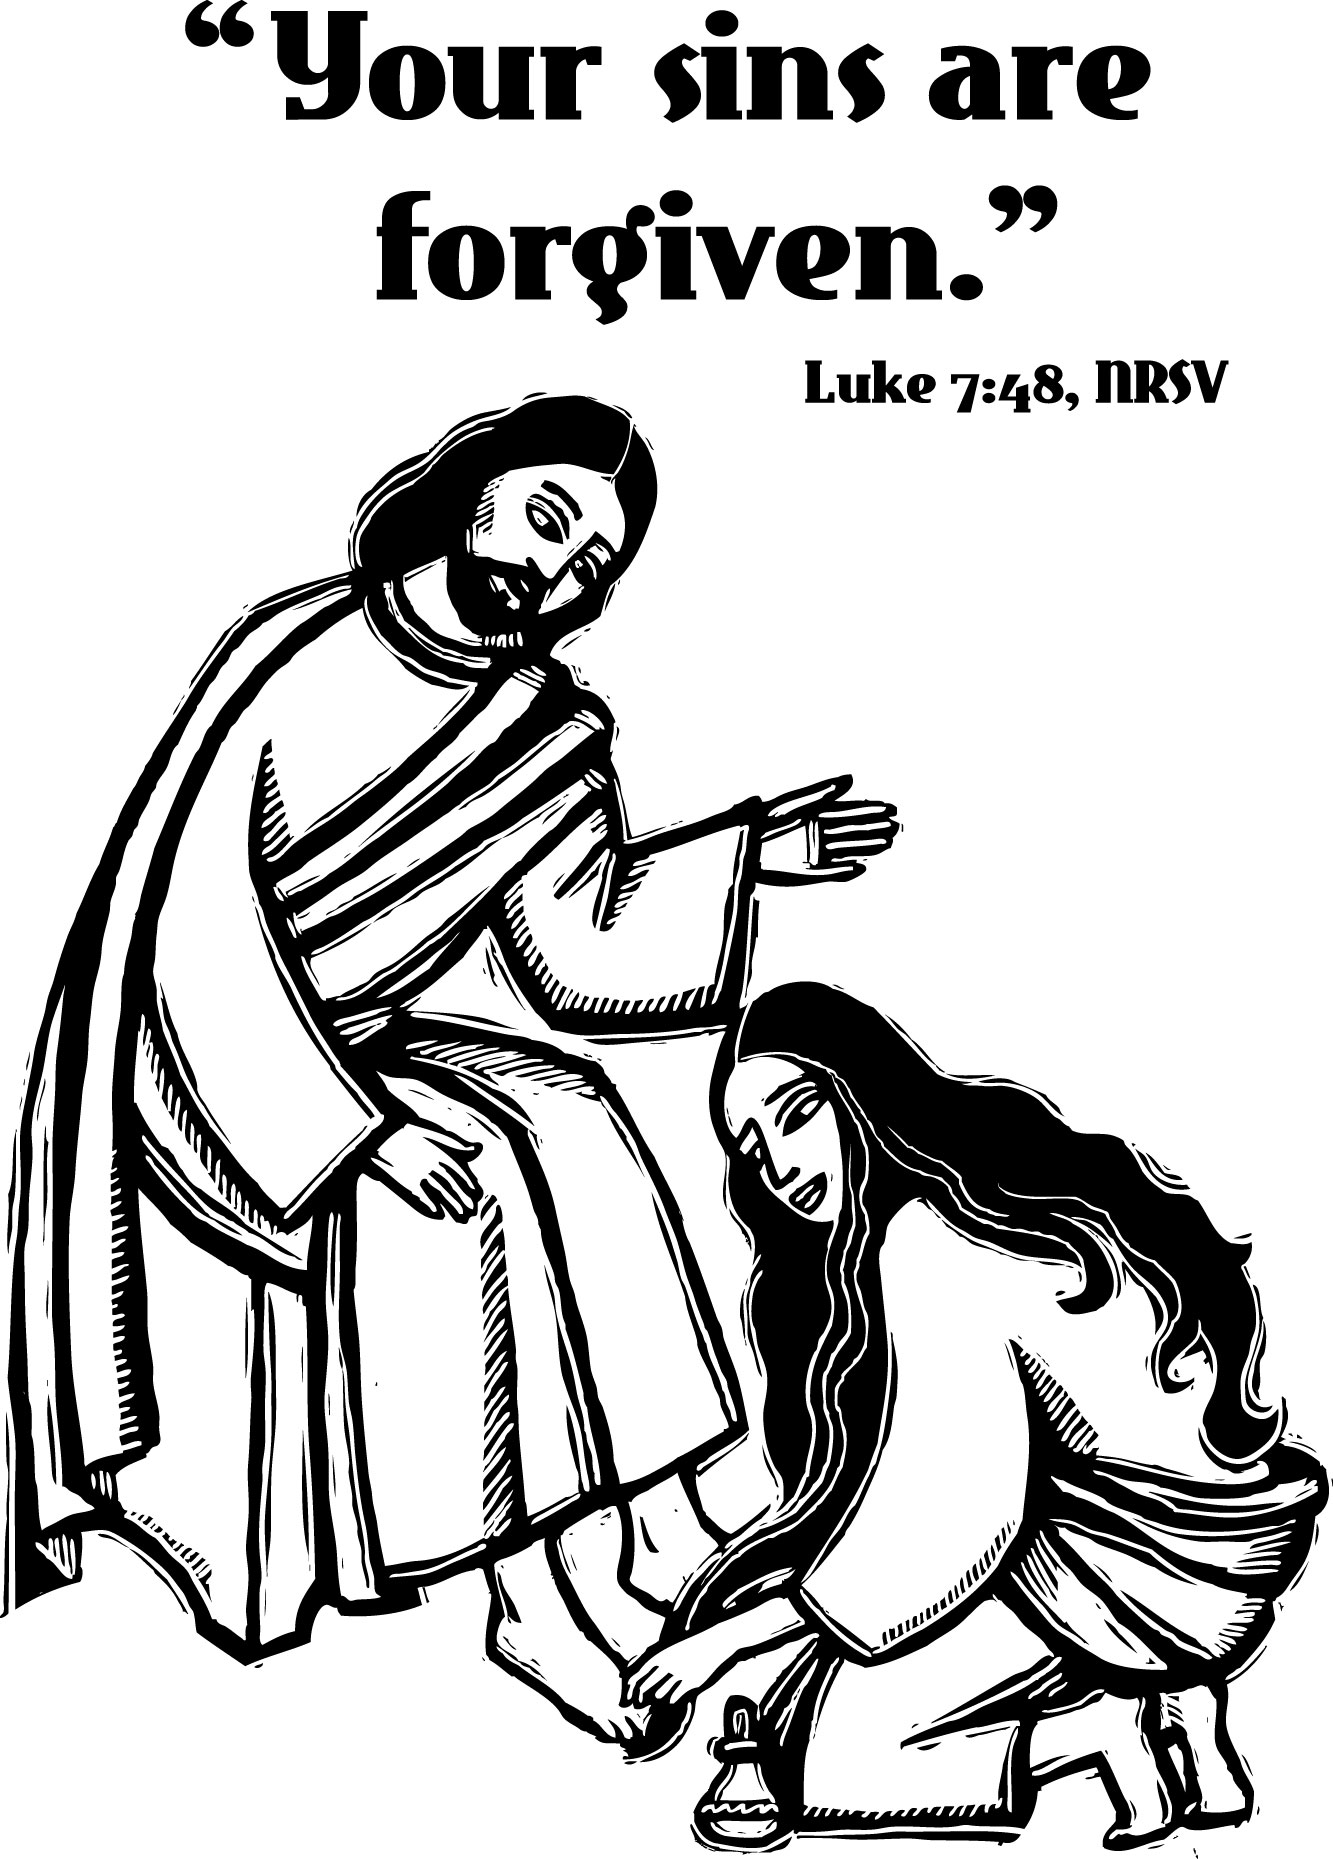 “Your sins are
forgiven.”
Luke 7:48, NRSV